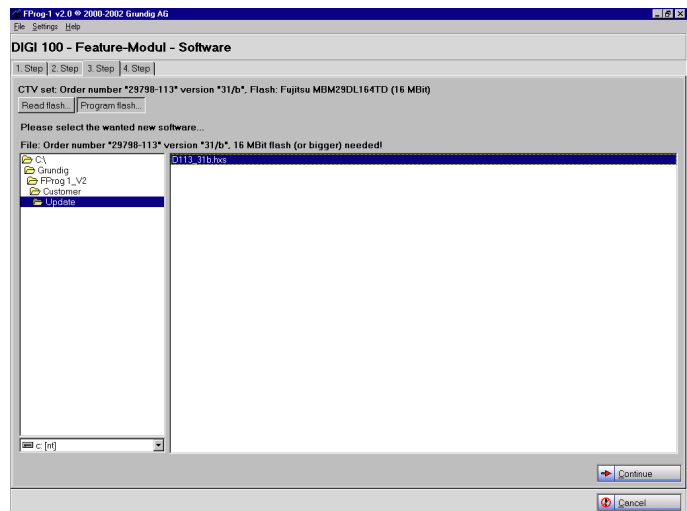 FProg-1 v2.0 © 2000-2002 Grundig AG
File Settings Help
DIGI 100 - Feature-Modul - Software
1. Step 2. Step 3. Step 4. Step
CTV set: Order number "29798-113" version "31/b", Flash: Fujitsu MBM29DL164TD (16 MBit)
Read flash... Program flash...
Please select the wanted new software...
File: Order number "29798-113" version "31/b", 16 MBit flash (or bigger) needed!
C:\
Grundig
FProg 1_V2
Customer
Update
D113_31b.hxs
c: [nt]
Continue
Cancel